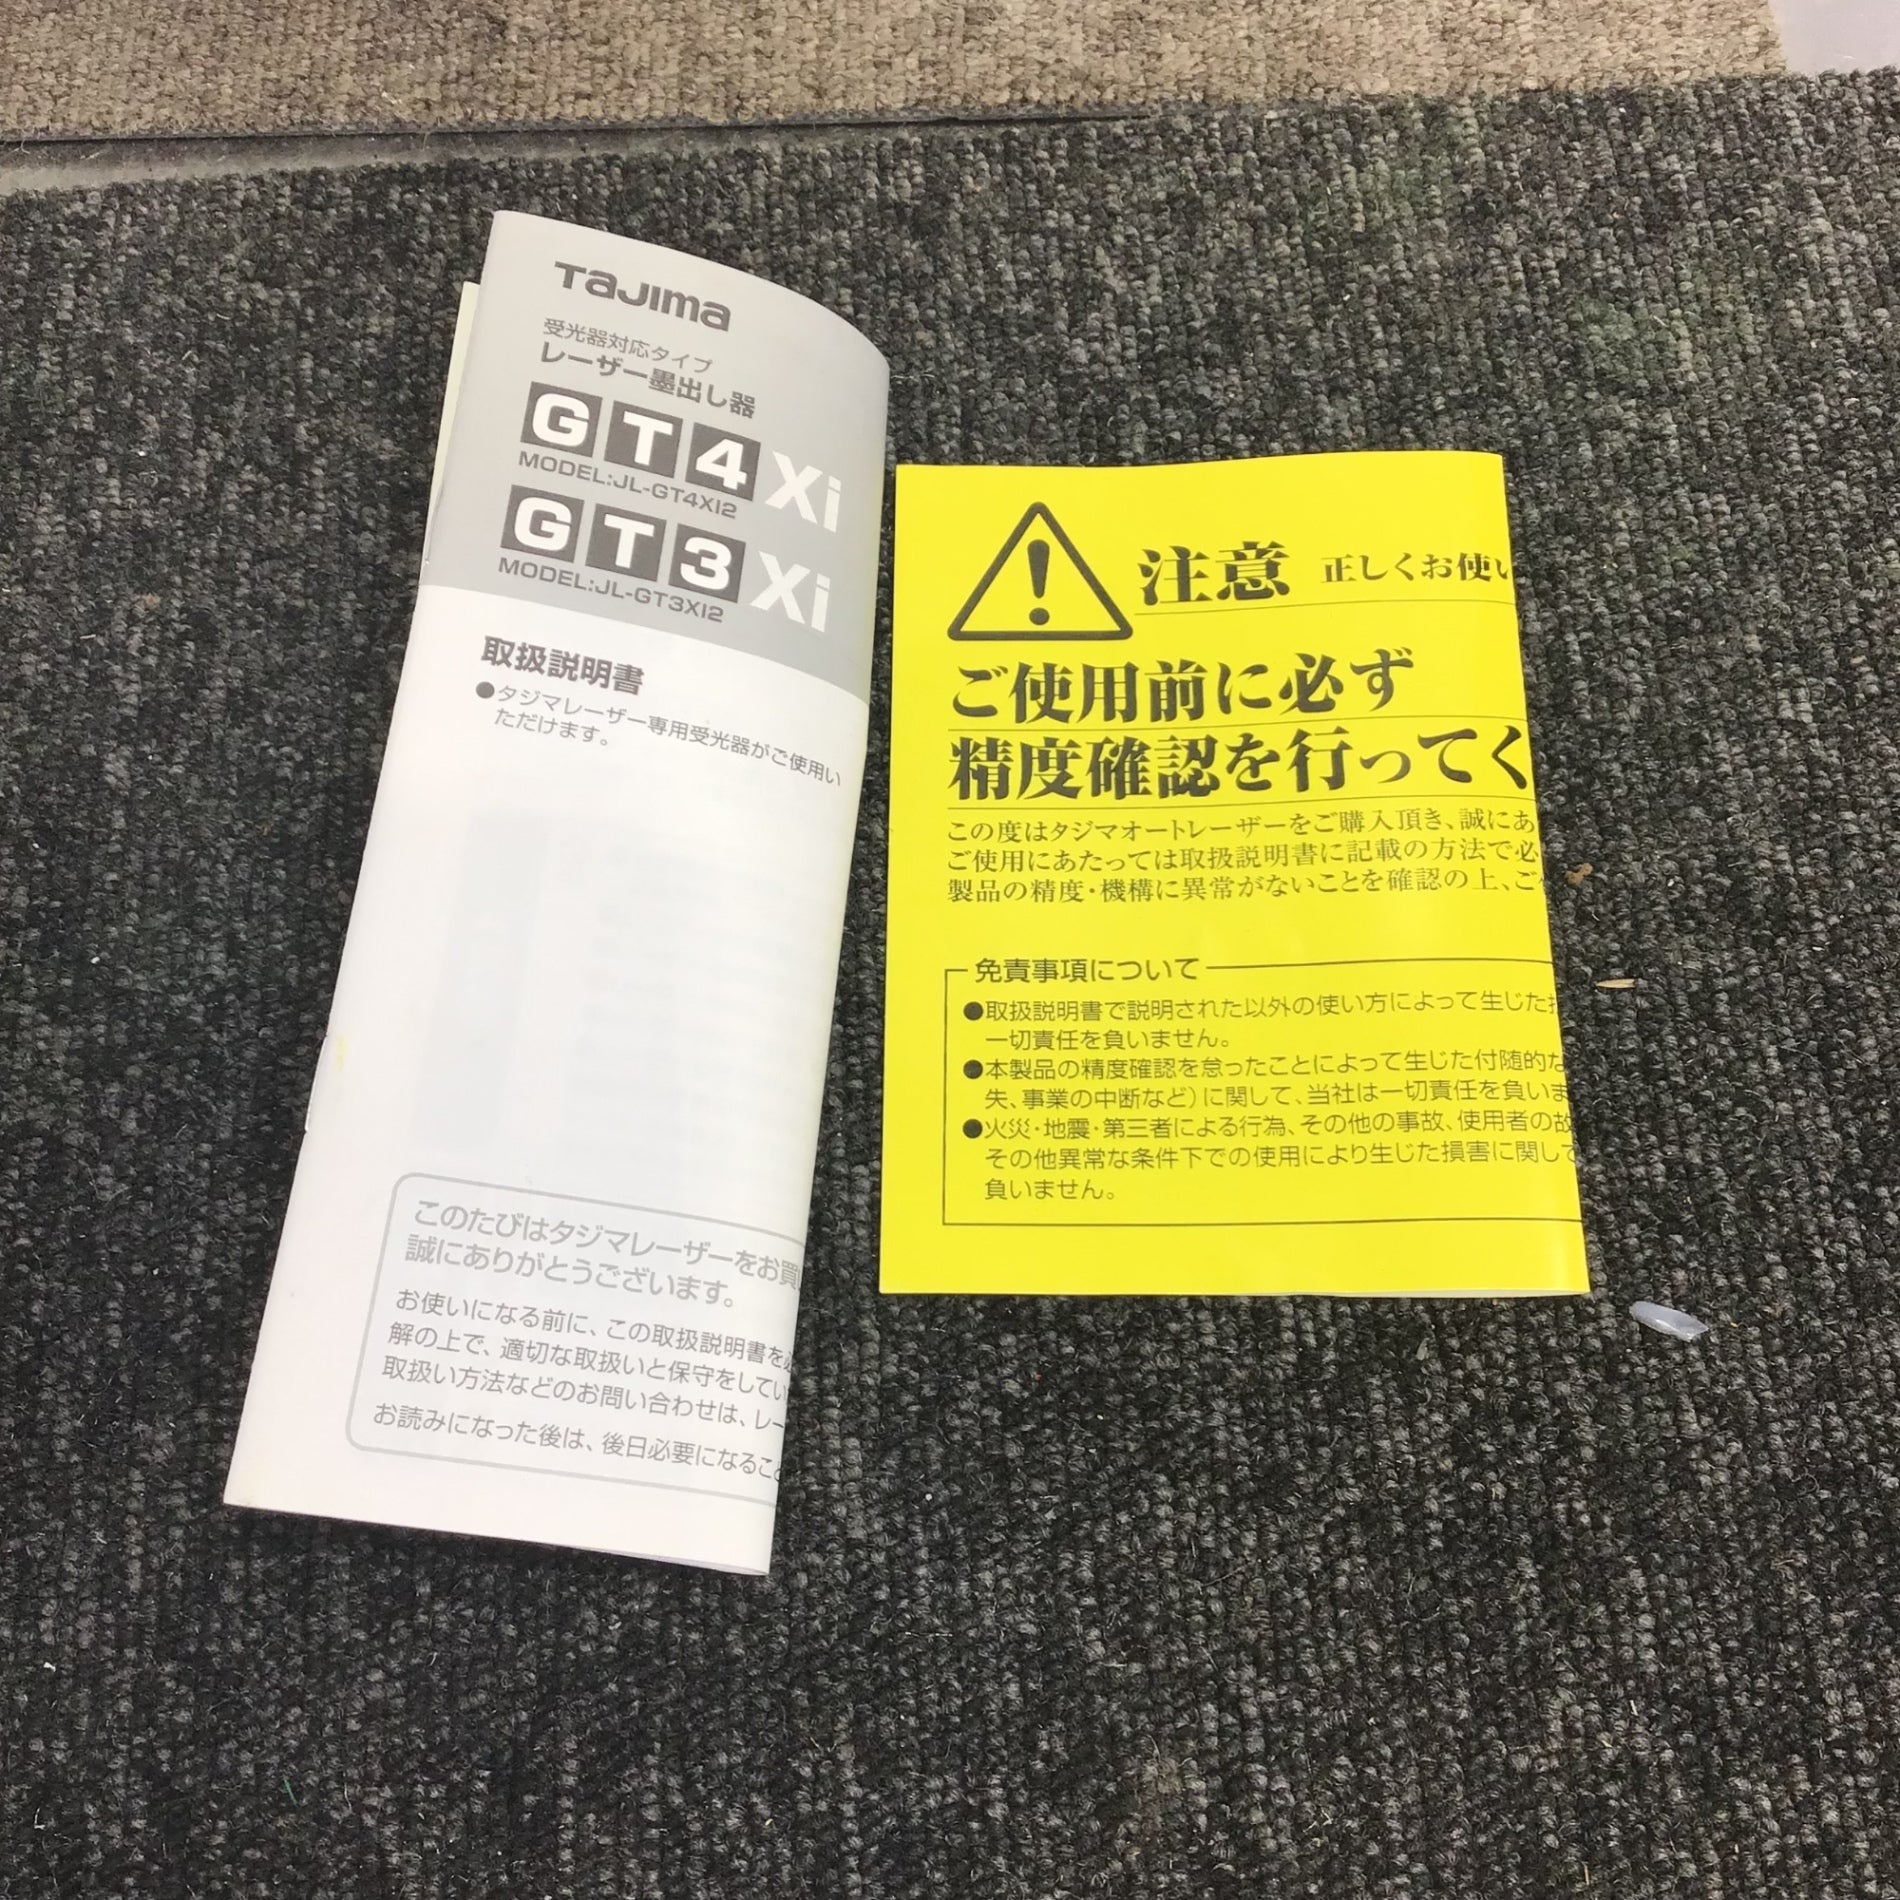 TaJima
受光器対応タイプ
レーザー墨出し器
GT4Xi
MODEL:JL-GT4XI2
GT3Xi
MODEL:JL-GT3XI2
取扱説明書
●タジマレーザー専用受光器がご使用い
ただけます。
このたびはタジマレーザーをお買
誠にありがとうございます。
お使いになる前に、この取扱説明書を
解の上で、適切な取扱いと保守をしてい
取扱い方法などのお問い合わせは、レー
お読みになった後は、後日必要になるこ
注意 正しくお使い
ご使用前に必ず
精度確認を行ってく
この度はタジマオートレーザーをご購入頂き、誠にあ
ご使用にあたっては取扱説明書に記載の方法で必
製品の精度・機構に異常がないことを確認の上、ご
免責事項について
●取扱説明書で説明された以外の使い方によって生じた損
一切責任を負いません。
●本製品の精度確認を怠ったことによって生じた付随的な
失、事業の中断など)に関して、当社は一切責任を負いま
●火災・地震・第三者による行為、その他の事故、使用者の故
その他異常な条件下での使用により生じた損害に関して
負いません。